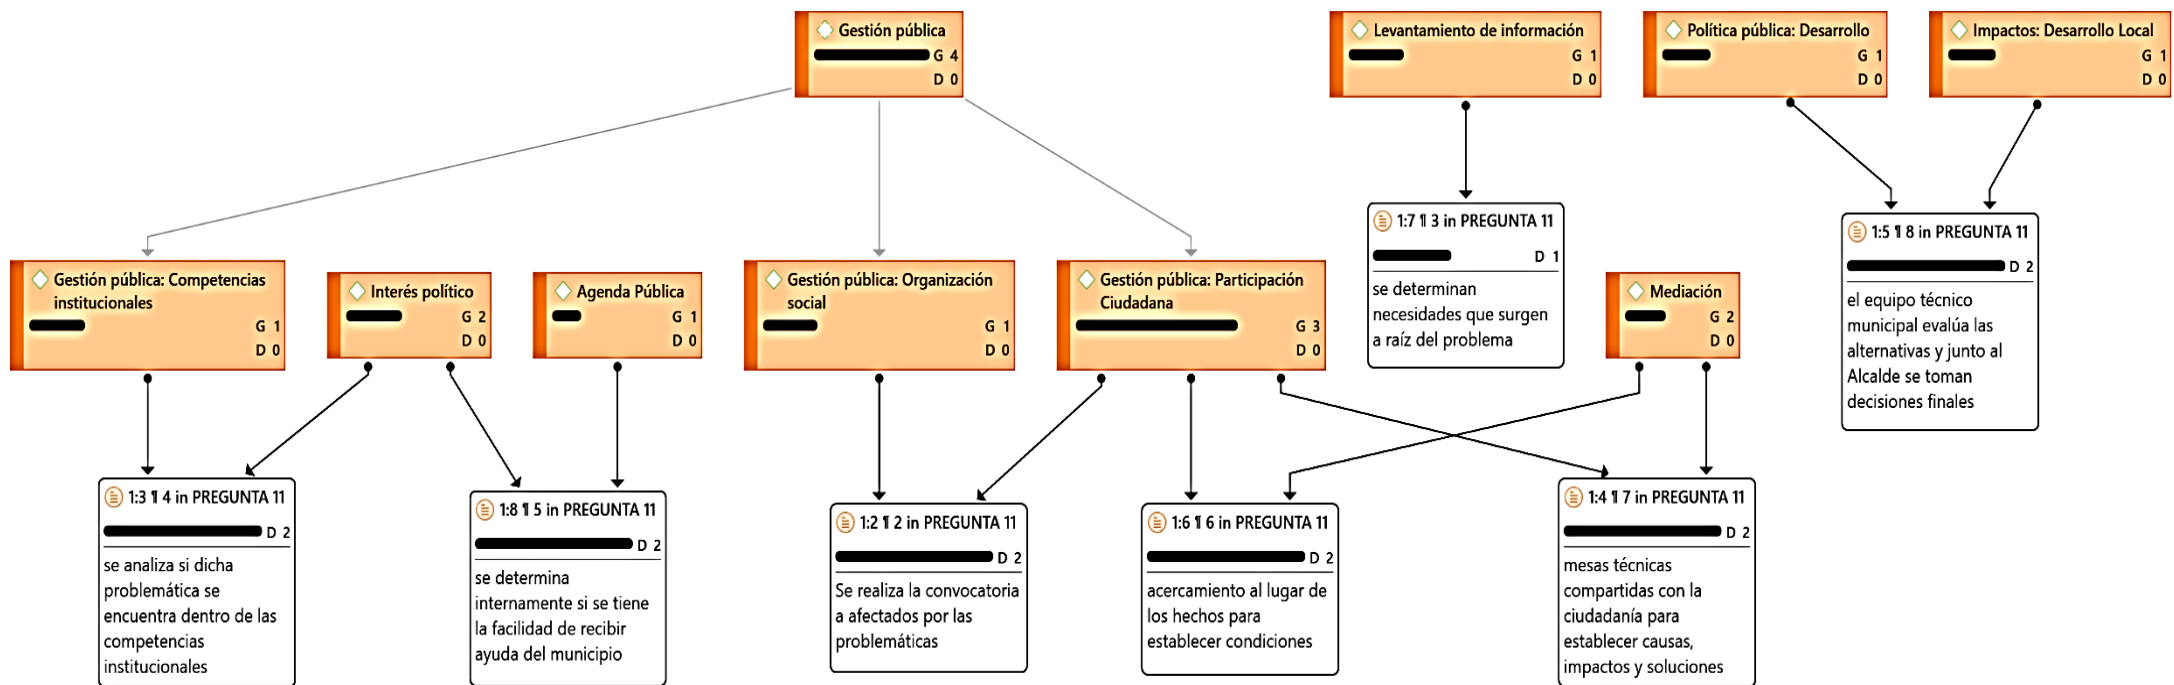 Gestión pública
G 4
D 0
Levantamiento de información
G 1
D 0
Política pública: Desarrollo
G 1
D 0
Impactos: Desarrollo Local
G 1
D 0
Gestión pública: Competencias
institucionales
G 1
D 0
Interés político
G 2
D 0
Agenda Pública
G 1
D 0
Gestión pública: Organización
social
G 1
D 0
Gestión pública: Participación
Ciudadana
G 3
D 0
1:7 ¶ 3 in PREGUNTA 11
D 1
se determinan
necesidades que surgen
a raíz del problema
Mediación
G 2
D 0
1:5 ¶ 8 in PREGUNTA 11
D 2
el equipo técnico
municipal evalúa las
alternativas y junto al
Alcalde se toman
decisiones finales
1:3 ¶ 4 in PREGUNTA 11
D 2
se analiza si dicha
problemática se
encuentra dentro de las
competencias
institucionales
1:8 ¶ 5 in PREGUNTA 11
D 2
se determina
internamente si se tiene
la facilidad de recibir
ayuda del municipio
1:2 ¶ 2 in PREGUNTA 11
D 2
Se realiza la convocatoria
a afectados por las
problemáticas
1:6 ¶ 6 in PREGUNTA 11
D 2
acercamiento al lugar de
los hechos para
establecer condiciones
1:4 ¶ 7 in PREGUNTA 11
D 2
mesas técnicas
compartidas con la
ciudadanía para
establecer causas,
impactos y soluciones